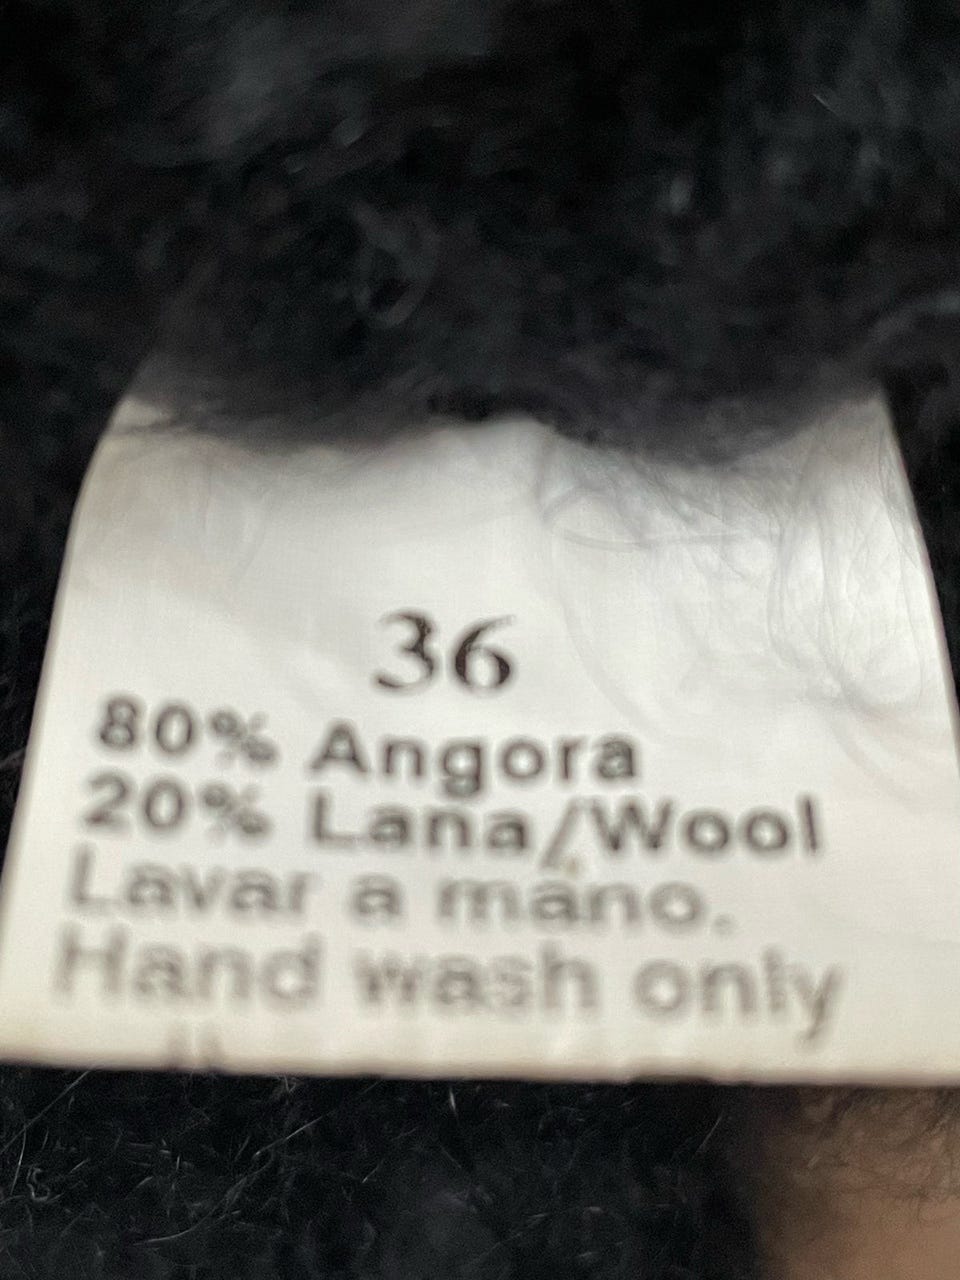 36
80% Angora
20% Lana/Wool
Lavar a mano.
Hand wash only